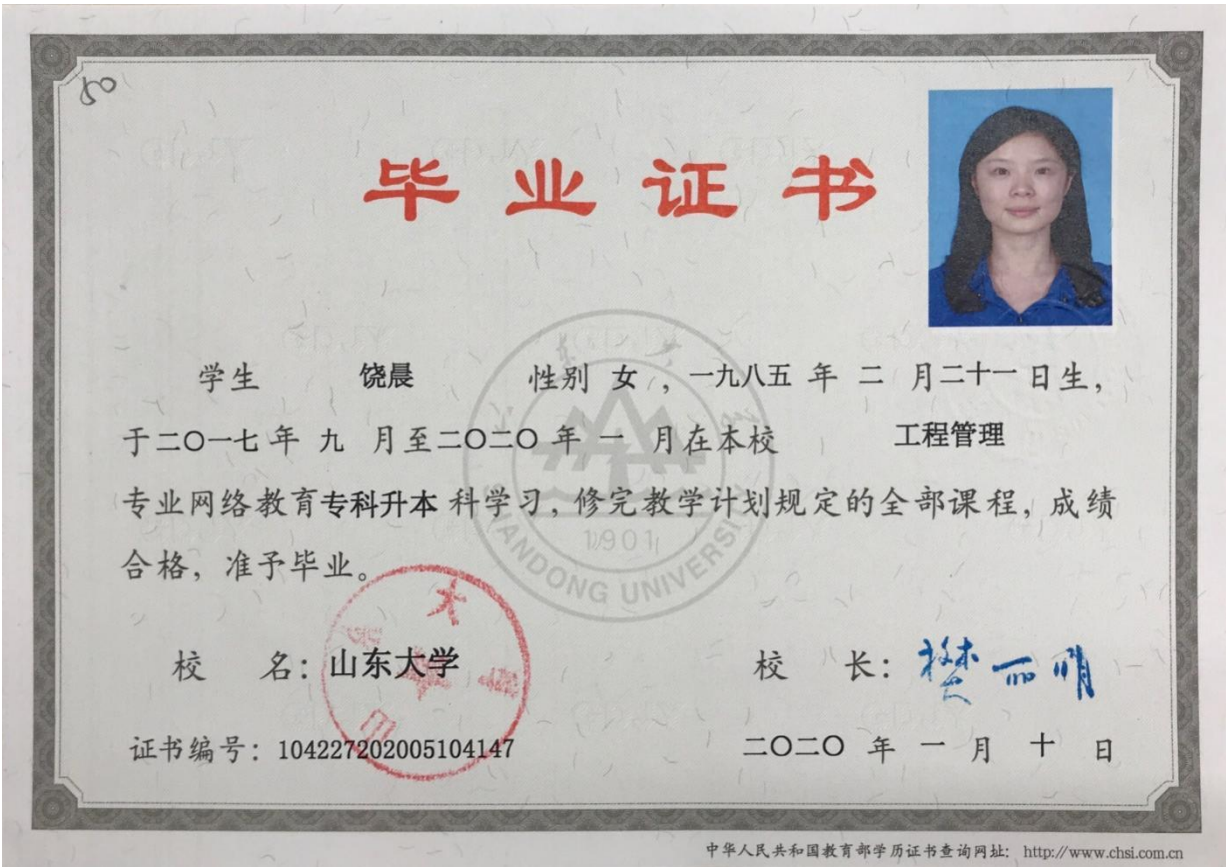 50
毕业证书
学生 饶晨 性别 女 ，一九八五 年 二 月二十一日生，
于二〇一七年 九 月至二〇二〇 年 一 月在本校 工程管理
专业网络教育专科升本 科学习，修完教学计划规定的全部课程，成绩
合格，准予毕业。
1901
SHANDONG UNIVERSITY
校 名：山东大学
校 长：樊丽明
证书编号：104227202005104147
二〇二〇 年 一 月 十 日
中华人民共和国教育部学历证书查询网址：http://www.chsi.com.cn